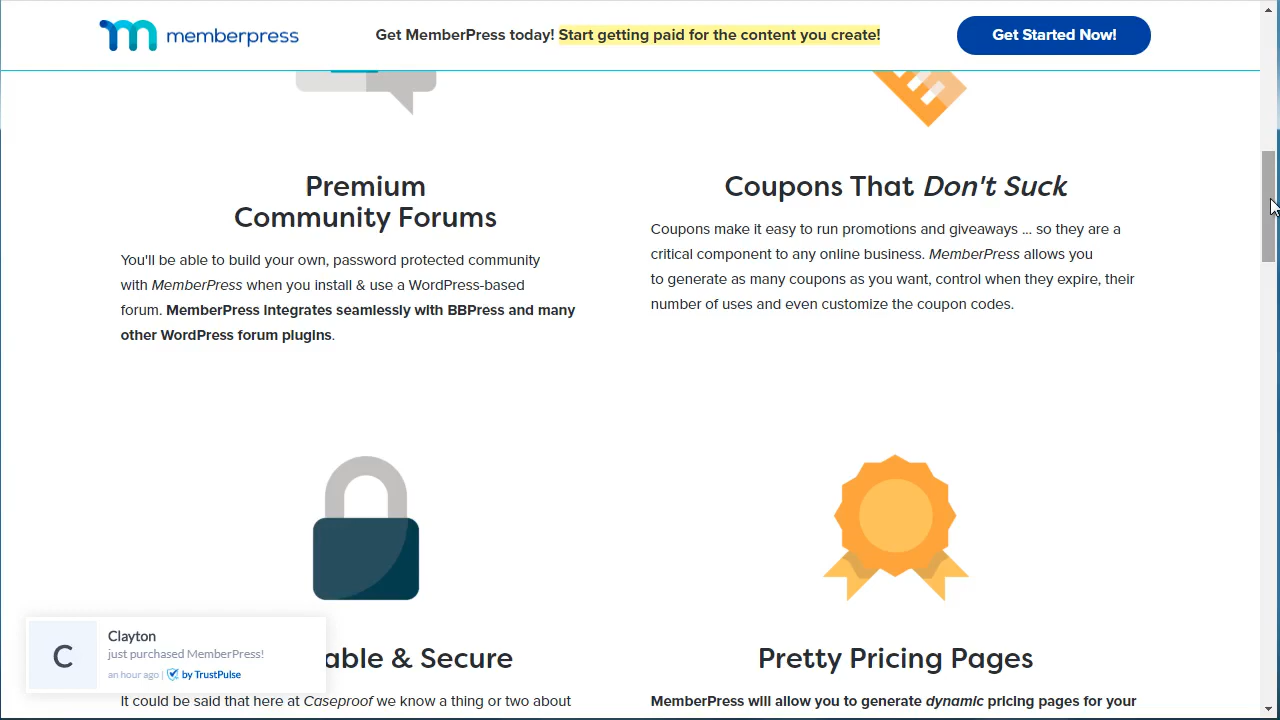 memberpress
Get MemberPress today! Start getting paid for the content you create!
Get Started Now!
Premium
Community Forums
You'll be able to build your own, password protected community
with MemberPress when you install & use a WordPress-based
forum. MemberPress integrates seamlessly with BBPress and many
other WordPress forum plugins.
Coupons That Don't Suck
Coupons make it easy to run promotions and giveaways ... so they are a
critical component to any online business. MemberPress allows you
to generate as many coupons as you want, control when they expire, their
number of uses and even customize the coupon codes.
able & Secure
It could be said that here at Caseproof we know a thing or two about
Pretty Pricing Pages
MemberPress will allow you to generate dynamic pricing pages for your
C
Clayton
just purchased MemberPress!
an hour ago | by TrustPulse